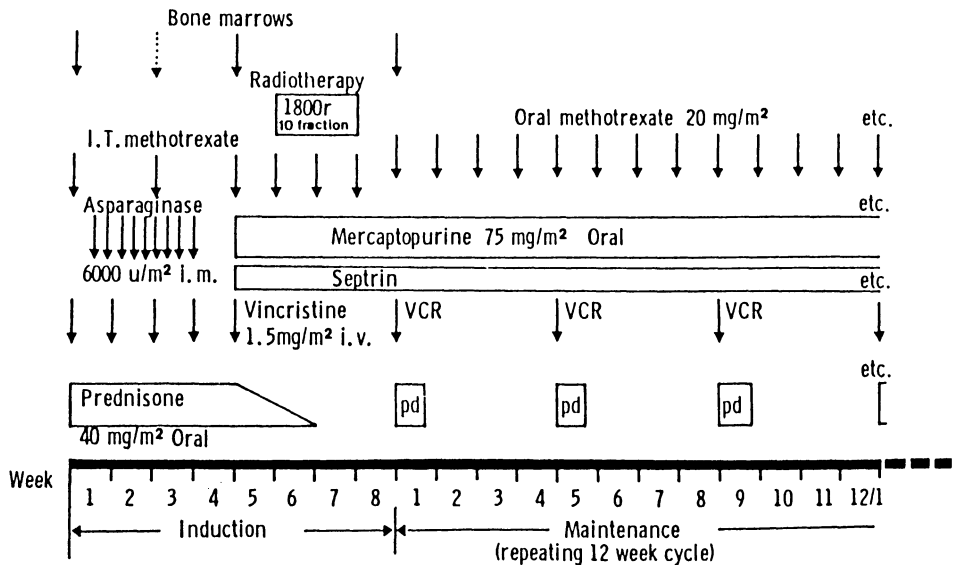 Bone marrows
Radiotherapy
1800r
10 fraction
Oral methotrexate 20 mg/m² etc.
I.T. methotrexate
Asparaginase etc.
Mercaptopurine 75 mg/m² Oral
6000 u/m² i.m. Septrin etc.
Vincristine VCR VCR VCR
1.5mg/m² i.v.
etc.
Prednisone pd pd pd
40 mg/m² Oral
Week
1 2 3 4 5 6 7 8 1 2 3 4 5 6 7 8 9 10 11 12/1
Induction Maintenance
(repeating 12 week cycle)